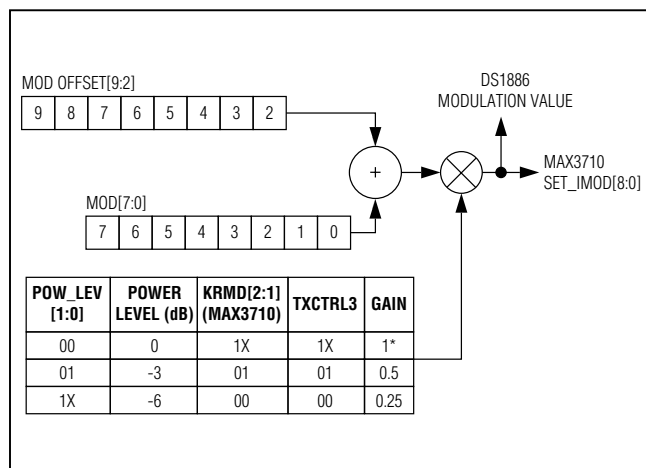 MOD OFFSET[9:2]
9 8 7 6 5 4 3 2
DS1886
MODULATION VALUE
+
MAX3710
SET_IMOD[8:0]
MOD[7:0]
7 6 5 4 3 2 1 0
POW_LEV [1:0] POWER LEVEL (dB) KRMD[2:1] (MAX3710) TXCTRL3 GAIN
00 0 1X 1X 1*
01 -3 01 01 0.5
1X -6 00 00 0.25